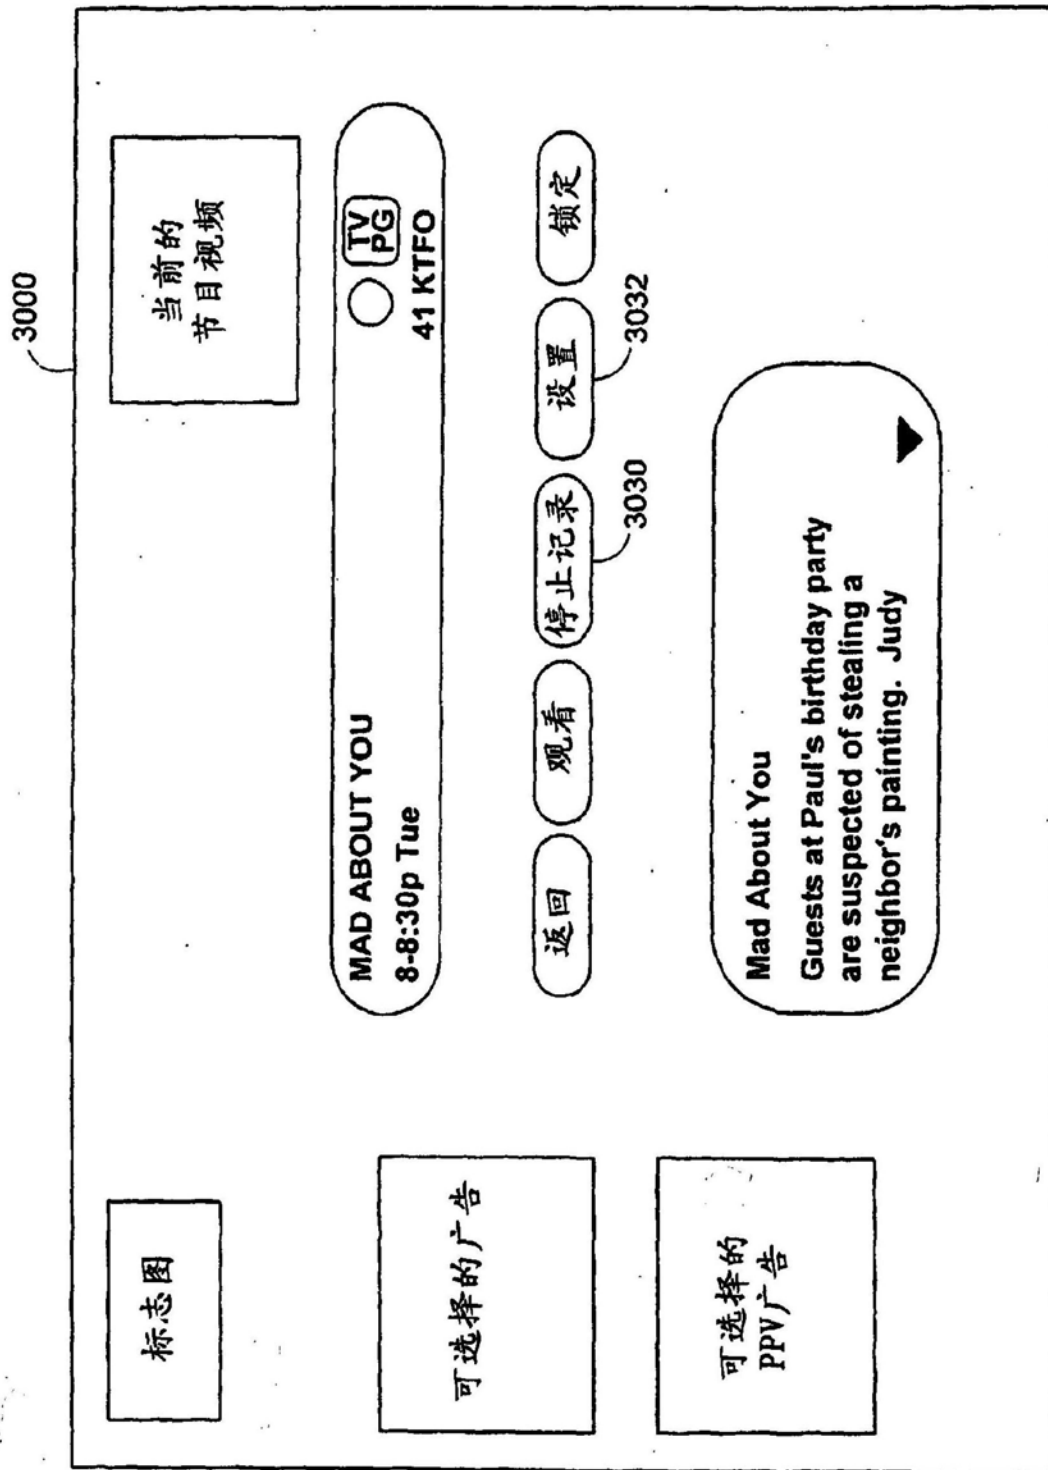 3000
标志图
当前的
节目视频
MAD ABOUT YOU
TV
PG
8-8:30p Tue
41 KTFO
可选择的广告
返回
观看
停止记录
设置
锁定
3030
3032
可选择的
PPV广告
Mad About You
Guests at Paul's birthday party
are suspected of stealing a
neighbor's painting. Judy